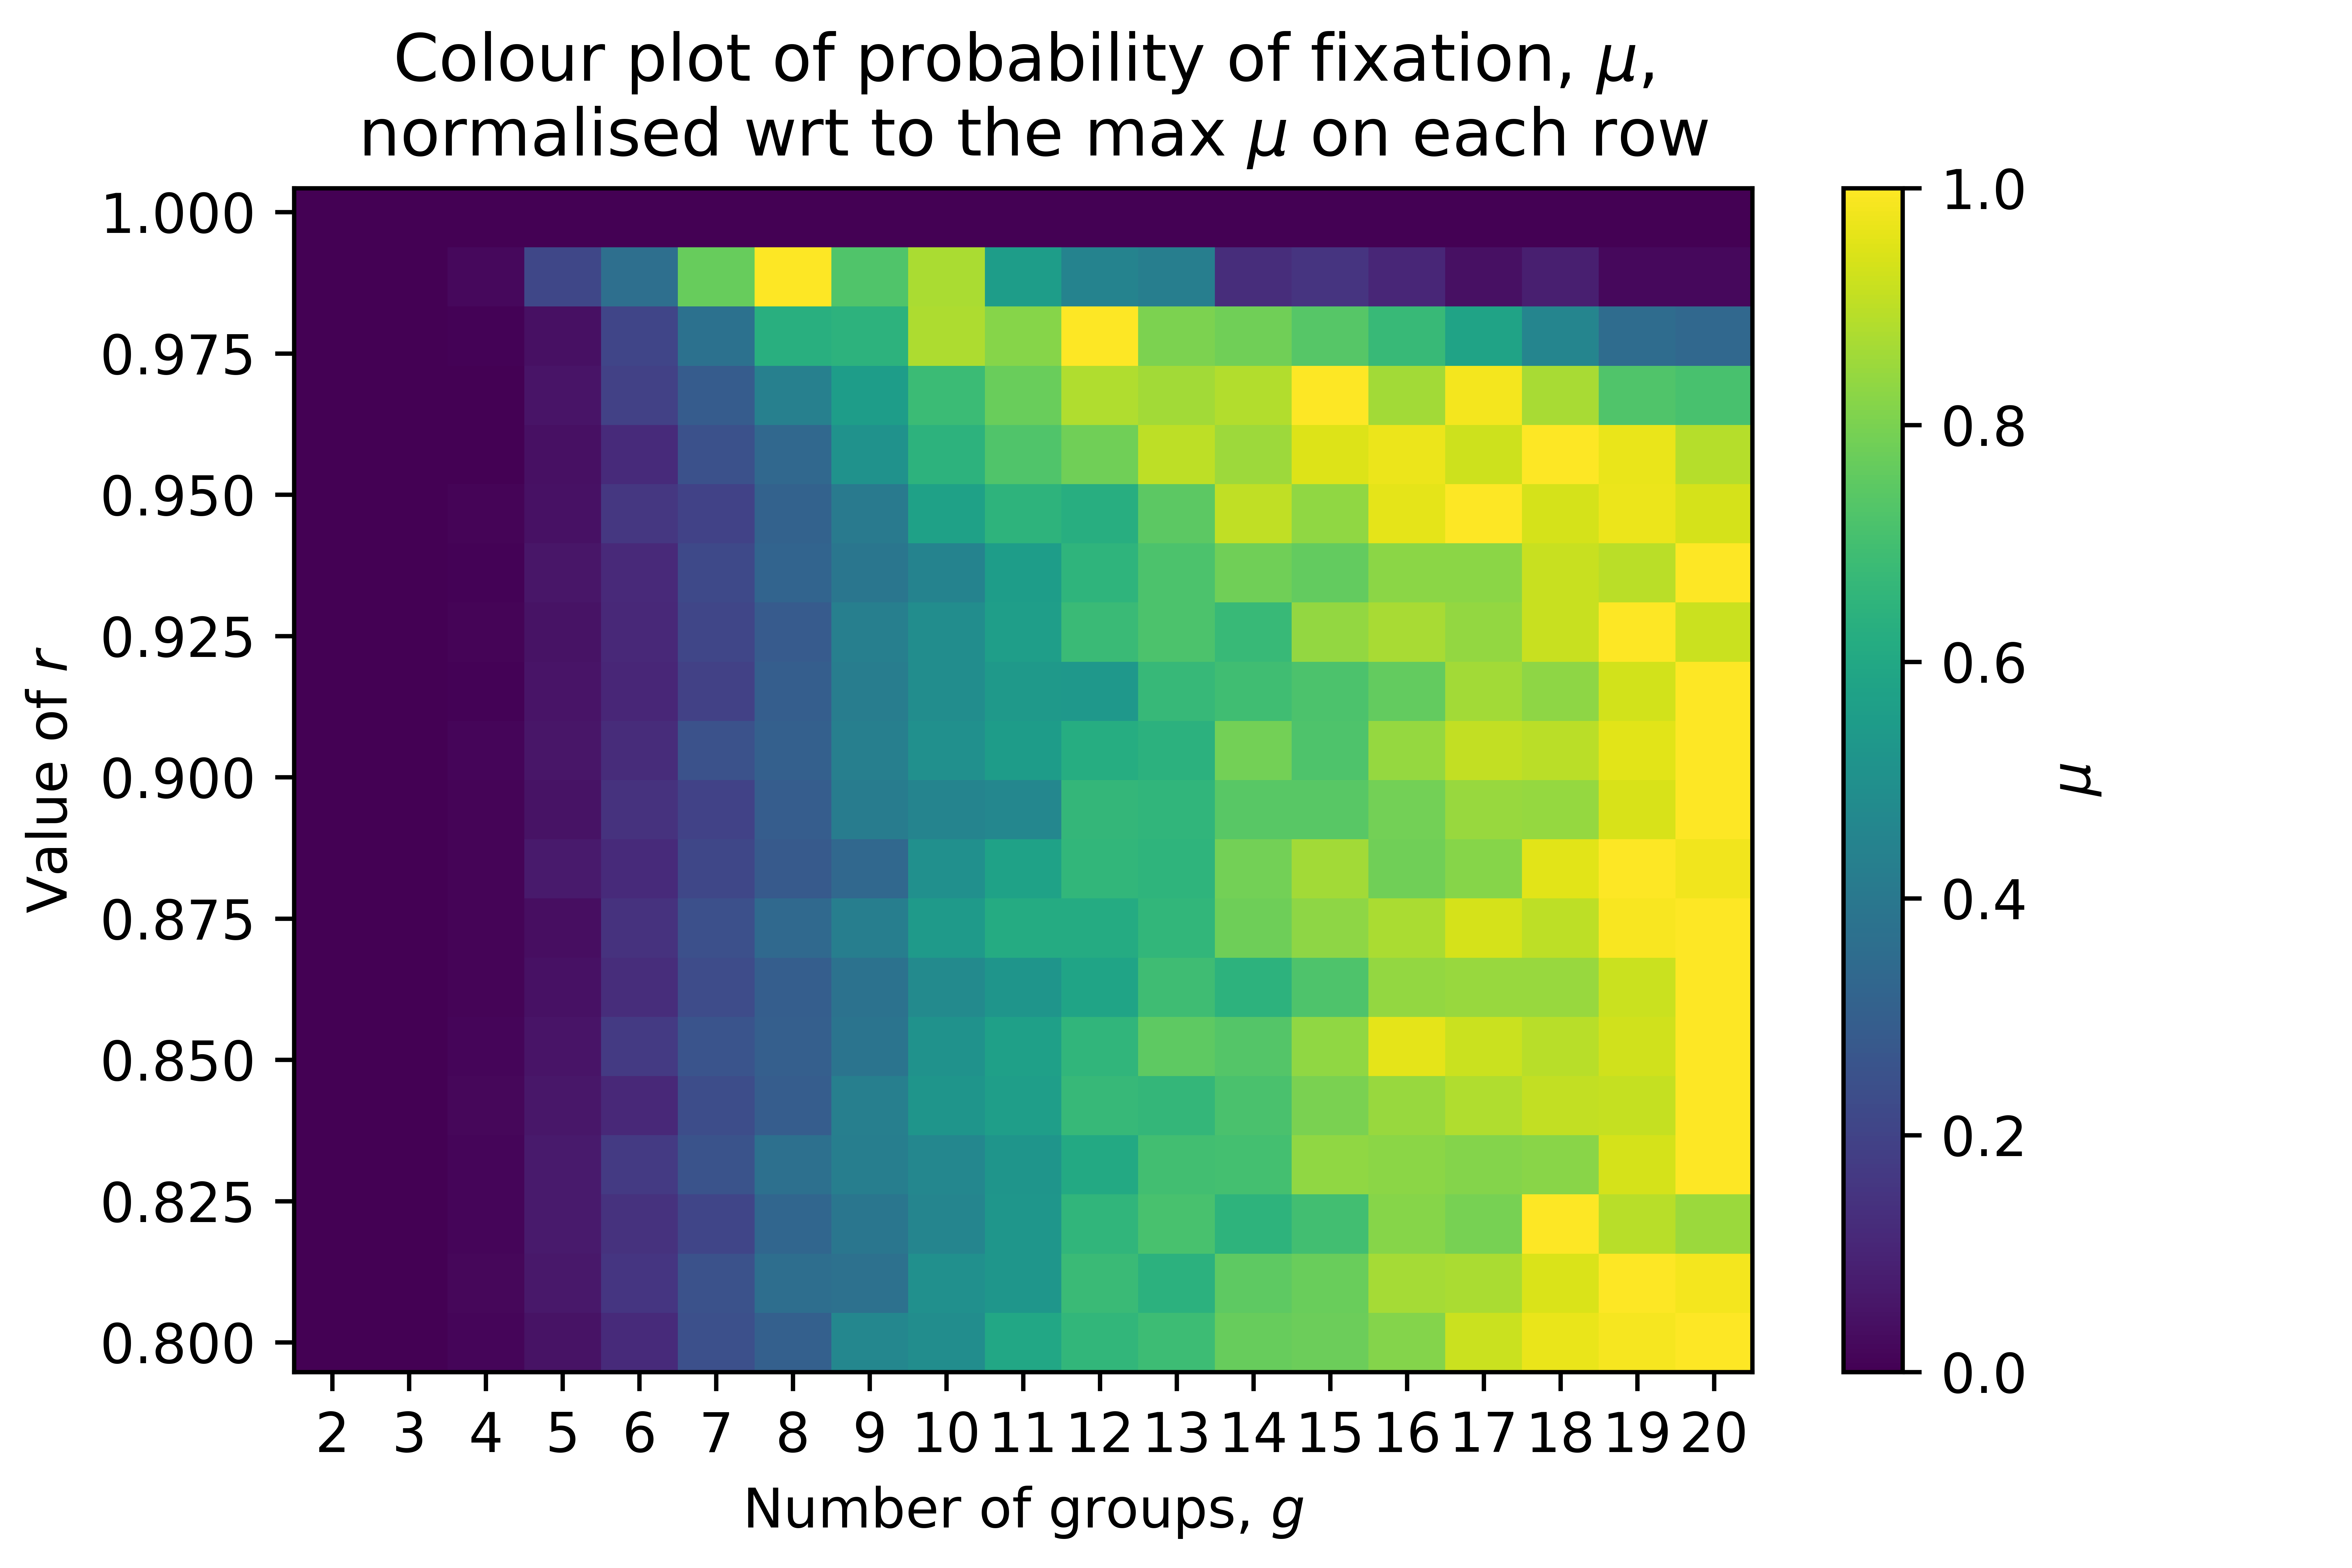 Colour plot of probability of fixation, μ,
normalised wrt to the max μ on each row
1.000
0.975
0.950
0.925
0.900
0.875
0.850
0.825
0.800
Value of r
2 3 4 5 6 7 8 9 10 11 12 13 14 15 16 17 18 19 20
Number of groups, g
1.0
0.8
0.6
0.4
0.2
0.0
μ